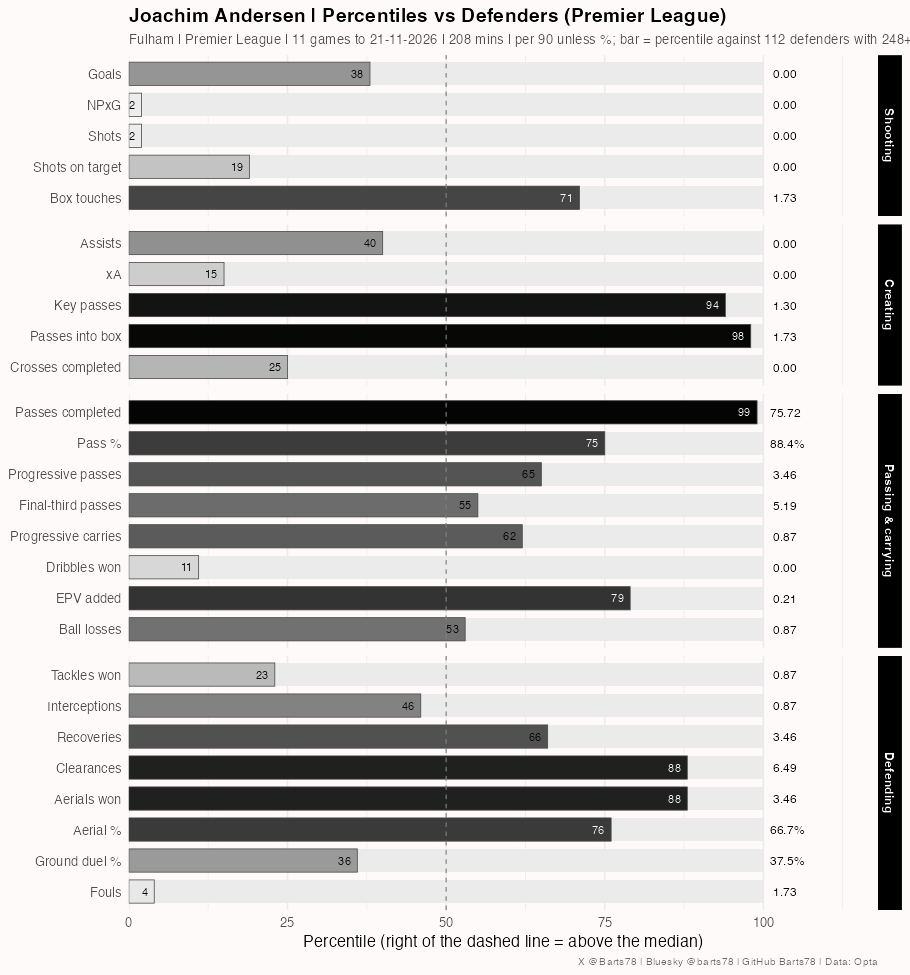 Joachim Andersen | Percentiles vs Defenders (Premier League)
Fulham | Premier League | 11 games to 21-11-2026 | 208 mins | per 90 unless %; bar = percentile against 112 defenders with 248+
Goals 38 0.00
NPxG 2 0.00
Shots 2 0.00
Shots on target 19 0.00
Box touches 71 1.73
Shooting
Assists 40 0.00
xA 15 0.00
Key passes 94 1.30
Passes into box 98 1.73
Crosses completed 25 0.00
Creating
Passes completed 99 75.72
Pass % 75 88.4%
Progressive passes 65 3.46
Final-third passes 55 5.19
Progressive carries 62 0.87
Dribbles won 11 0.00
EPV added 79 0.21
Ball losses 53 0.87
Passing & carrying
Tackles won 23 0.87
Interceptions 46 0.87
Recoveries 66 3.46
Clearances 88 6.49
Aerials won 88 3.46
Aerial % 76 66.7%
Ground duel % 36 37.5%
Fouls 4 1.73
Defending
0 25 50 75 100
Percentile (right of the dashed line = above the median)
X @Barts78 | Bluesky @barts78 | GitHub Barts78 | Data: Opta